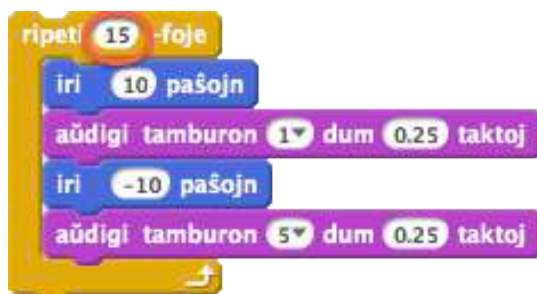 ripeti 15 -foje
iri 10 paŝojn
aŭdigi tamburon 1 dum 0.25 taktoj
iri -10 paŝojn
aŭdigi tamburon 5 dum 0.25 taktoj